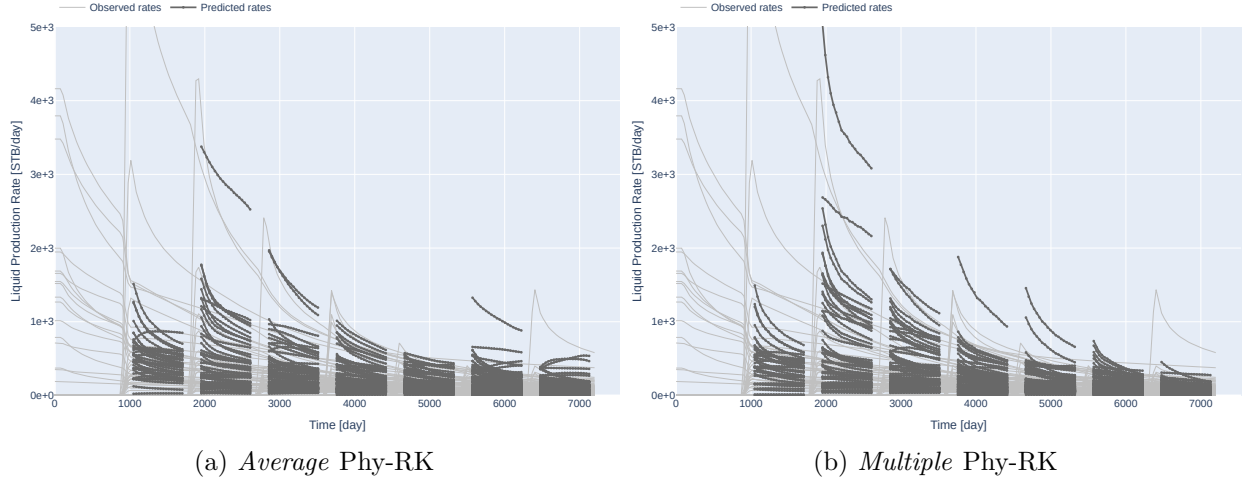 Observed rates Predicted rates
5e+3
4e+3
3e+3
2e+3
1e+3
0e+0
Liquid Production Rate [STB/day]
0 1000 2000 3000 4000 5000 6000 7000
Time [day]
(a) Average Phy-RK
Observed rates Predicted rates
5e+3
4e+3
3e+3
2e+3
1e+3
0e+0
Liquid Production Rate [STB/day]
0 1000 2000 3000 4000 5000 6000 7000
Time [day]
(b) Multiple Phy-RK